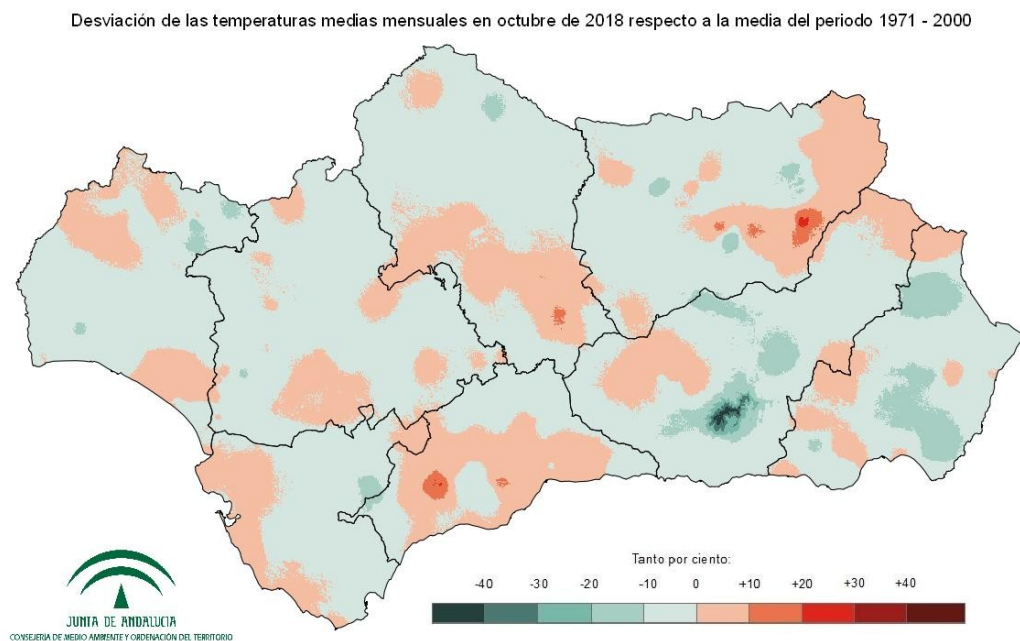 Desviación de las temperaturas medias mensuales en octubre de 2018 respecto a la media del periodo 1971 - 2000
Tanto por ciento:
-40 -30 -20 -10 0 +10 +20 +30 +40
JUNTA DE ANDALUCIA
CONSEJERÍA DE MEDIO AMBIENTE Y ORDENACIÓN DEL TERRITORIO